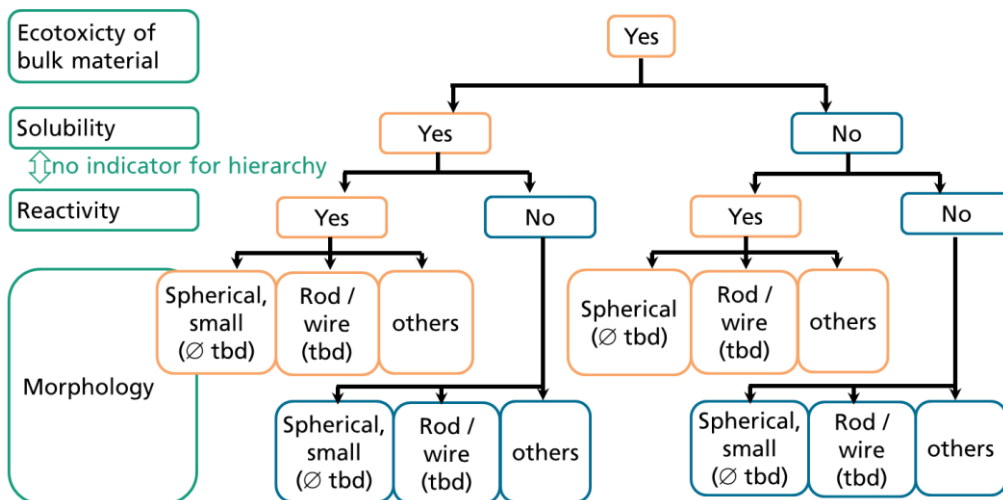 Ecotoxicty of
bulk material
Yes
Solubility
Yes
No
no indicator for hierarchy
Reactivity
Yes
No
Yes
No
Morphology
Spherical,
small
(∅ tbd)
Rod /
wire
(tbd)
others
Spherical
(∅ tbd)
Rod /
wire
(tbd)
others
Spherical,
small
(∅ tbd)
Rod /
wire
(tbd)
others
Spherical,
small
(∅ tbd)
Rod /
wire
(tbd)
others